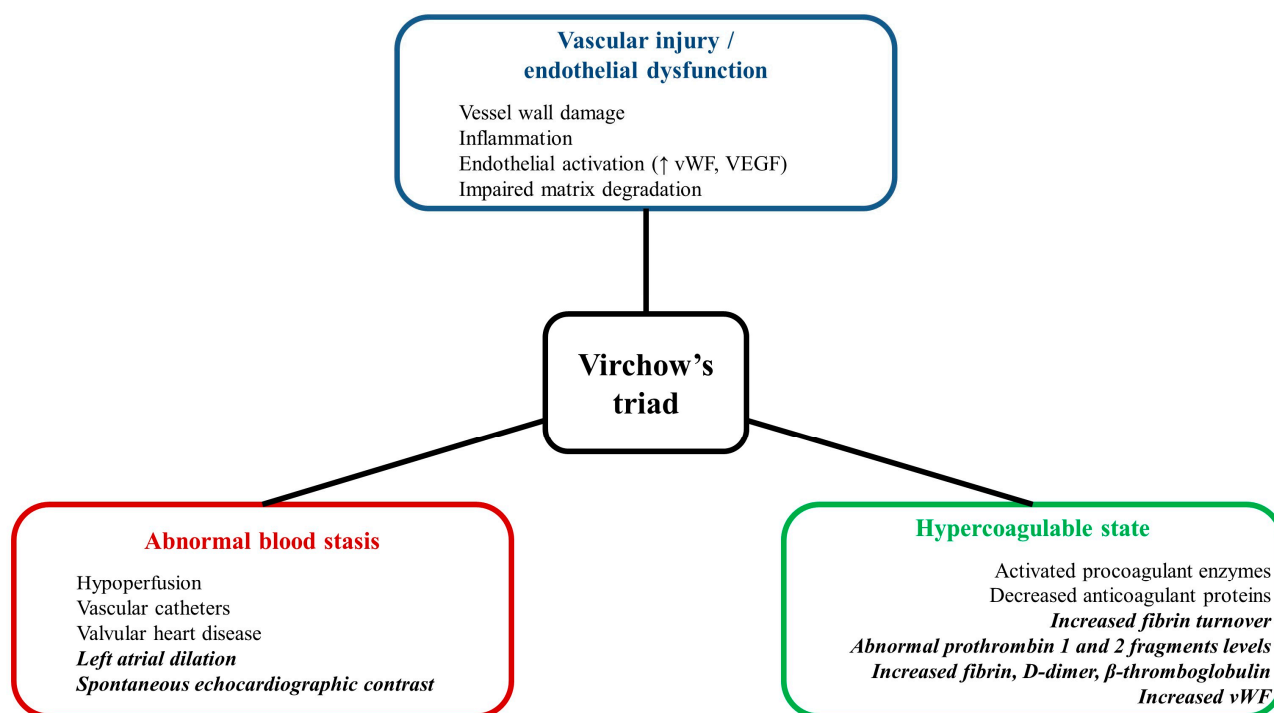 Vascular injury /
endothelial dysfunction
Vessel wall damage
Inflammation
Endothelial activation (↑ vWF, VEGF)
Impaired matrix degradation
Virchow’s
triad
Abnormal blood stasis
Hypoperfusion
Vascular catheters
Valvular heart disease
Left atrial dilation
Spontaneous echocardiographic contrast
Hypercoagulable state
Activated procoagulant enzymes
Decreased anticoagulant proteins
Increased fibrin turnover
Abnormal prothrombin 1 and 2 fragments levels
Increased fibrin, D-dimer, β-thromboglobulin
Increased vWF